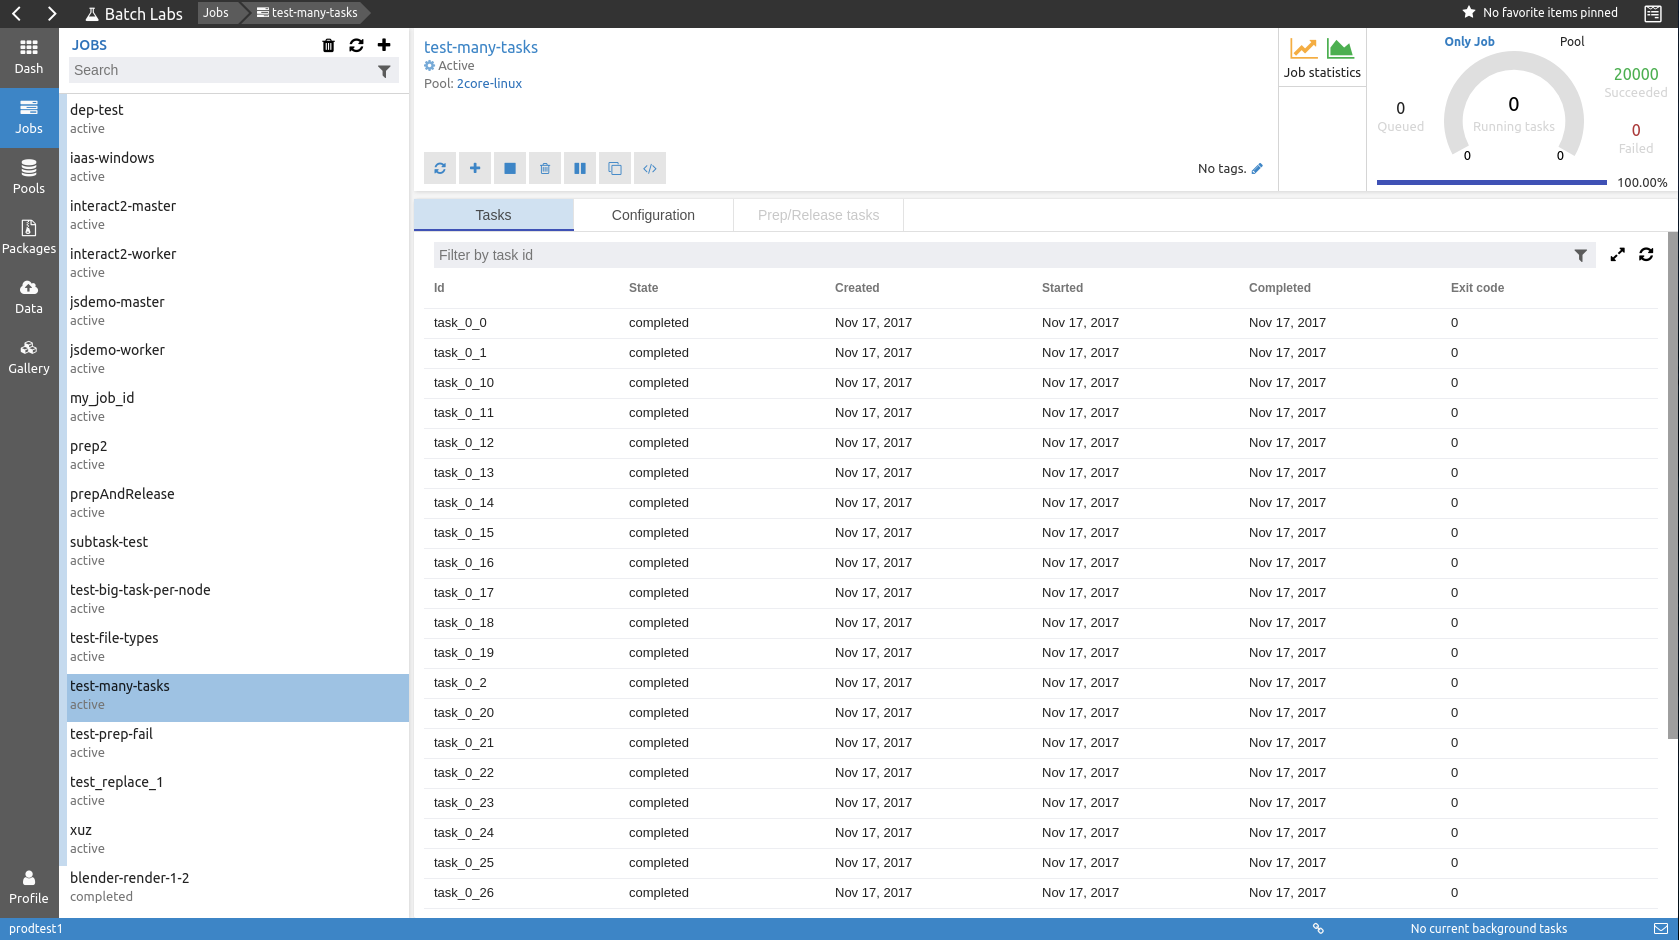 Batch Labs
Jobs
test-many-tasks
No favorite items pinned
Dash
Jobs
Pools
Packages
Data
Gallery
Profile
JOBS
Search
dep-test
active
iaas-windows
active
interact2-master
active
interact2-worker
active
jsdemo-master
active
jsdemo-worker
active
my_job_id
active
prep2
active
prepAndRelease
active
subtask-test
active
test-big-task-per-node
active
test-file-types
active
test-many-tasks
active
test-prep-fail
active
test_replace_1
active
xuz
active
blender-render-1-2
completed
test-many-tasks
Active
Pool: 2core-linux
No tags.
Job statistics
Only Job Pool
0
Queued
0
Running tasks
0 0
20000
Succeeded
0
Failed
100.00%
Tasks Configuration Prep/Release tasks
Filter by task id
Id State Created Started Completed Exit code
task_0_0 completed Nov 17, 2017 Nov 17, 2017 Nov 17, 2017 0
task_0_1 completed Nov 17, 2017 Nov 17, 2017 Nov 17, 2017 0
task_0_10 completed Nov 17, 2017 Nov 17, 2017 Nov 17, 2017 0
task_0_11 completed Nov 17, 2017 Nov 17, 2017 Nov 17, 2017 0
task_0_12 completed Nov 17, 2017 Nov 17, 2017 Nov 17, 2017 0
task_0_13 completed Nov 17, 2017 Nov 17, 2017 Nov 17, 2017 0
task_0_14 completed Nov 17, 2017 Nov 17, 2017 Nov 17, 2017 0
task_0_15 completed Nov 17, 2017 Nov 17, 2017 Nov 17, 2017 0
task_0_16 completed Nov 17, 2017 Nov 17, 2017 Nov 17, 2017 0
task_0_17 completed Nov 17, 2017 Nov 17, 2017 Nov 17, 2017 0
task_0_18 completed Nov 17, 2017 Nov 17, 2017 Nov 17, 2017 0
task_0_19 completed Nov 17, 2017 Nov 17, 2017 Nov 17, 2017 0
task_0_2 completed Nov 17, 2017 Nov 17, 2017 Nov 17, 2017 0
task_0_20 completed Nov 17, 2017 Nov 17, 2017 Nov 17, 2017 0
task_0_21 completed Nov 17, 2017 Nov 17, 2017 Nov 17, 2017 0
task_0_22 completed Nov 17, 2017 Nov 17, 2017 Nov 17, 2017 0
task_0_23 completed Nov 17, 2017 Nov 17, 2017 Nov 17, 2017 0
task_0_24 completed Nov 17, 2017 Nov 17, 2017 Nov 17, 2017 0
task_0_25 completed Nov 17, 2017 Nov 17, 2017 Nov 17, 2017 0
task_0_26 completed Nov 17, 2017 Nov 17, 2017 Nov 17, 2017 0
prodtest1
No current background tasks